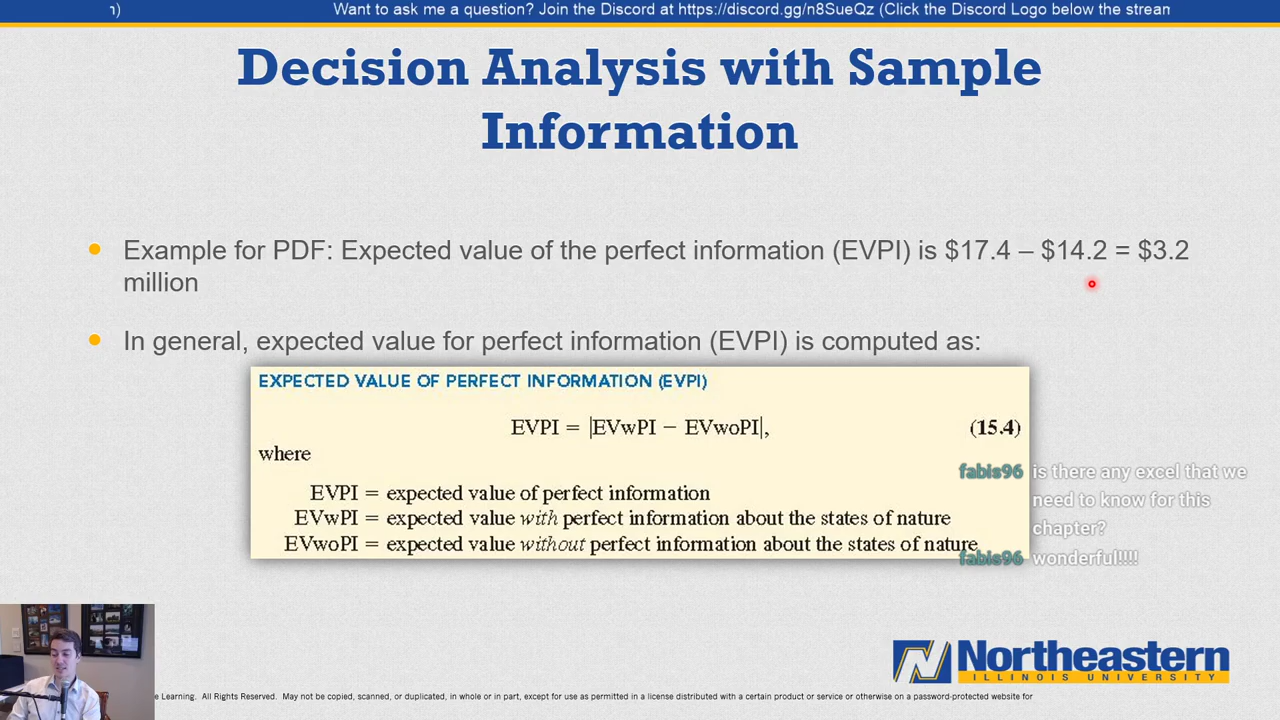 n)
Want to ask me a question? Join the Discord at https://discord.gg/n8SueQz (Click the Discord Logo below the strean
Decision Analysis with Sample
Information
• Example for PDF: Expected value of the perfect information (EVPI) is $17.4 – $14.2 = $3.2
million
• In general, expected value for perfect information (EVPI) is computed as:
EXPECTED VALUE OF PERFECT INFORMATION (EVPI)
EVPI = |EVwPI − EVwoPI|, (15.4)
where
EVPI = expected value of perfect information
EVwPI = expected value with perfect information about the states of nature
EVwoPI = expected value without perfect information about the states of nature
fabis96 is there any excel that we
need to know for this
chapter?
fabis96 wonderful!!!!
N Northeastern
ILLINOIS UNIVERSITY
e Learning. All Rights Reserved. May not be copied, scanned, or duplicated, in whole or in part, except for use as permitted in a license distributed with a certain product or service or otherwise on a password-protected website for